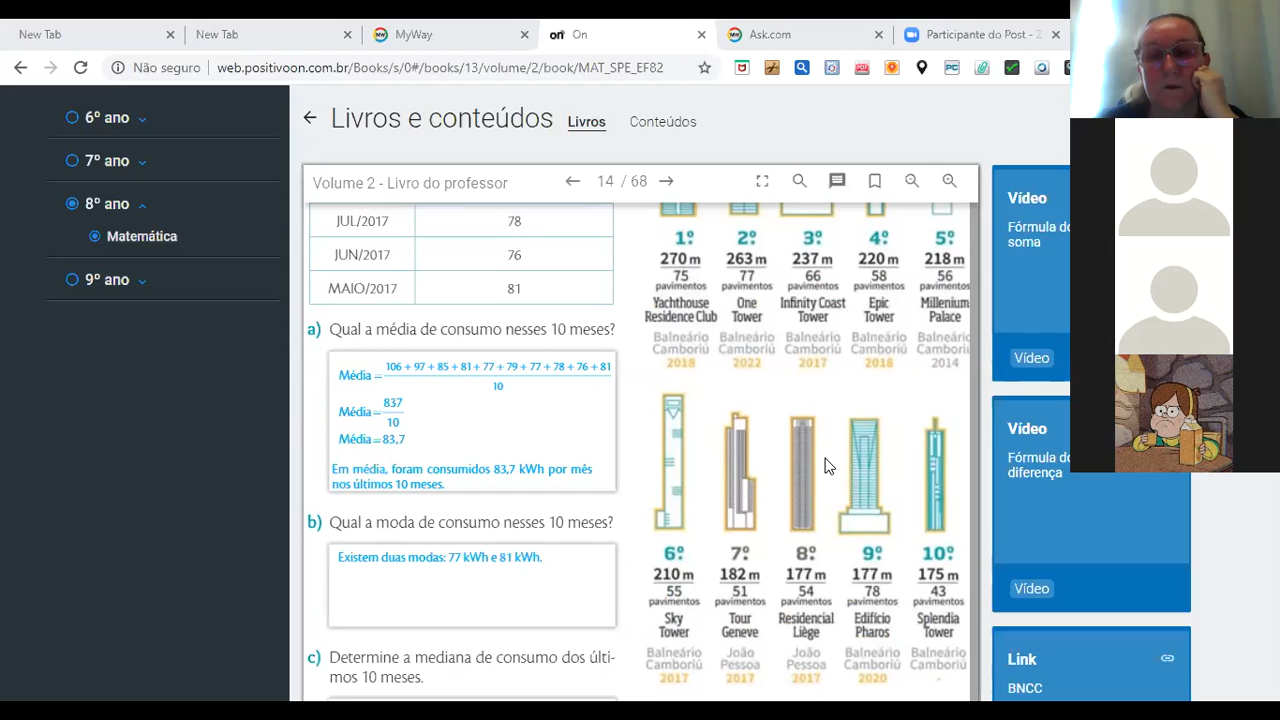 New Tab
New Tab
MyWay
On
Ask.com
Participante do Post - Z
Não seguro
web.positivoon.com.br/Books/s/0#/books/13/volume/2/book/MAT_SPE_EF82
6º ano
7º ano
8º ano
Matemática
9º ano
Livros e conteúdos
Livros
Conteúdos
Volume 2 - Livro do professor
14 / 68
JUL/2017 78
JUN/2017 76
MAIO/2017 81
a) Qual a média de consumo nesses 10 meses?
Média = 106 + 97 + 85 + 81 + 77 + 79 + 77 + 78 + 76 + 81
10
Média = 837
10
Média = 83,7
Em média, foram consumidos 83,7 kWh por mês
nos últimos 10 meses.
b) Qual a moda de consumo nesses 10 meses?
Existem duas modas: 77 kWh e 81 kWh.
c) Determine a mediana de consumo dos últi-
mos 10 meses.
1º. 2º. 3º. 4º. 5º.
270 m 263 m 237 m 220 m 218 m
75 77 66 58 56
pavimentos pavimentos pavimentos pavimentos pavimentos
Yachthouse One Infinity Coast Epic Millenium
Residence Club Tower Tower Tower Palace
Balneário Balneário Balneário Balneário Balneário
Camboriú Camboriú Camboriú Camboriú Camboriú
2018 2022 2017 2018 2014
6º. 7º. 8º. 9º. 10º.
210 m 182 m 177 m 177 m 175 m
55 51 54 78 43
pavimentos pavimentos pavimentos pavimentos pavimentos
Sky Tour Residencial Edifício Splendia
Tower Geneve Liège Pharos Tower
Balneário João João Balneário Balneário
Camboriú Pessoa Pessoa Camboriú Camboriú
2017 2017 2017 2020
Vídeo
Fórmula do
soma
Vídeo
Vídeo
Fórmula do
diferença
Vídeo
Link
BNCC